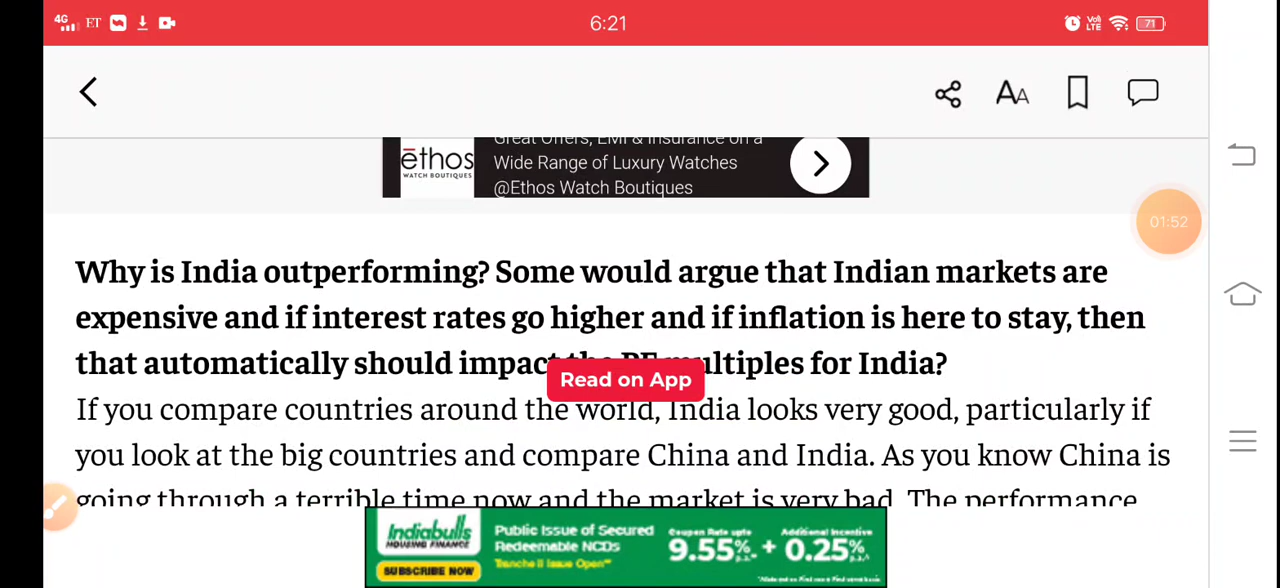 4G ET 6:21 Vo) LTE 71
Great Offers, EMI & Insurance on a
Wide Range of Luxury Watches
@Ethos Watch Boutiques
ethos
WATCH BOUTIQUES
01:52
AA
Why is India outperforming? Some would argue that Indian markets are
expensive and if interest rates go higher and if inflation is here to stay, then
that automatically should impact the PE multiples for India?
Read on App
If you compare countries around the world, India looks very good, particularly if
you look at the big countries and compare China and India. As you know China is
going through a terrible time now and the market is very bad. The performance
Indiabulls
HOUSING FINANCE
SUBSCRIBE NOW
Public Issue of Secured
Redeemable NCDs
Tranche II Issue Open**
Coupon Rate upto
9.55% p.a. +
Additional Incentive
0.25% p.a.